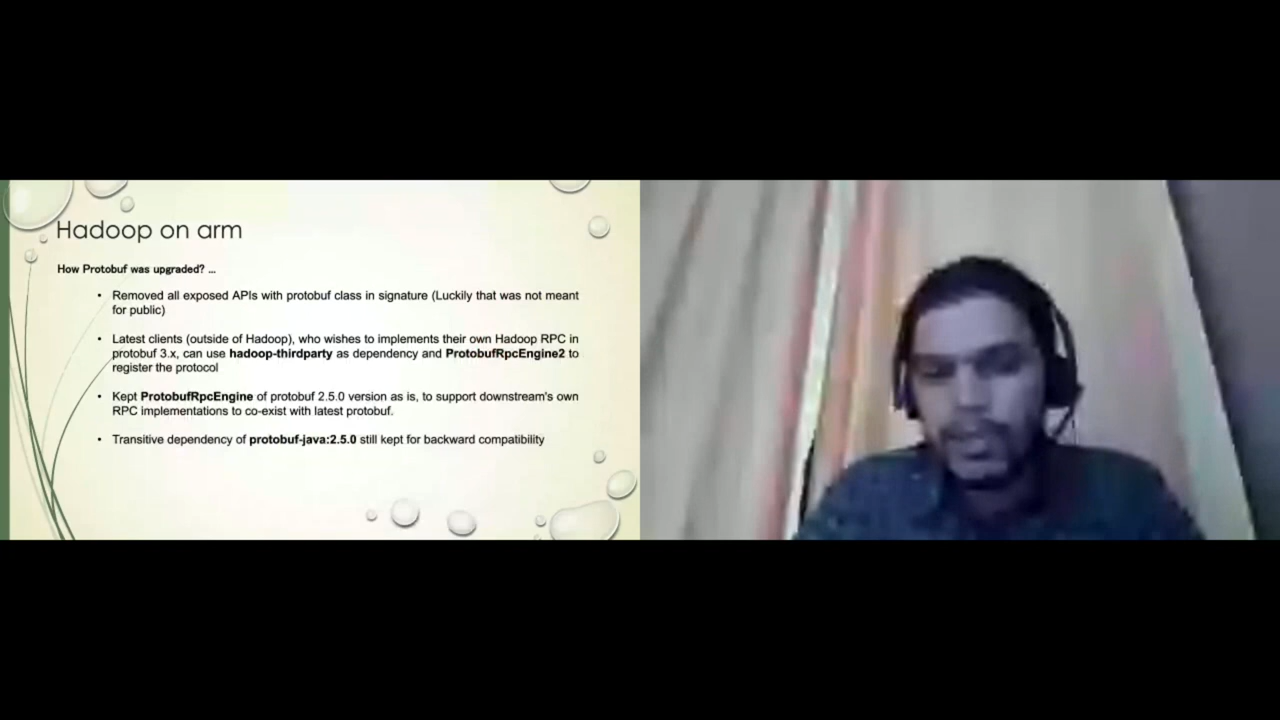 Hadoop on arm
How Protobuf was upgraded? ...
• Removed all exposed APIs with protobuf class in signature (Luckily that was not meant
for public)
• Latest clients (outside of Hadoop), who wishes to implements their own Hadoop RPC in
protobuf 3.x, can use hadoop-thirdparty as dependency and ProtobufRpcEngine2 to
register the protocol
• Kept ProtobufRpcEngine of protobuf 2.5.0 version as is, to support downstream's own
RPC implementations to co-exist with latest protobuf.
• Transitive dependency of protobuf-java:2.5.0 still kept for backward compatibility